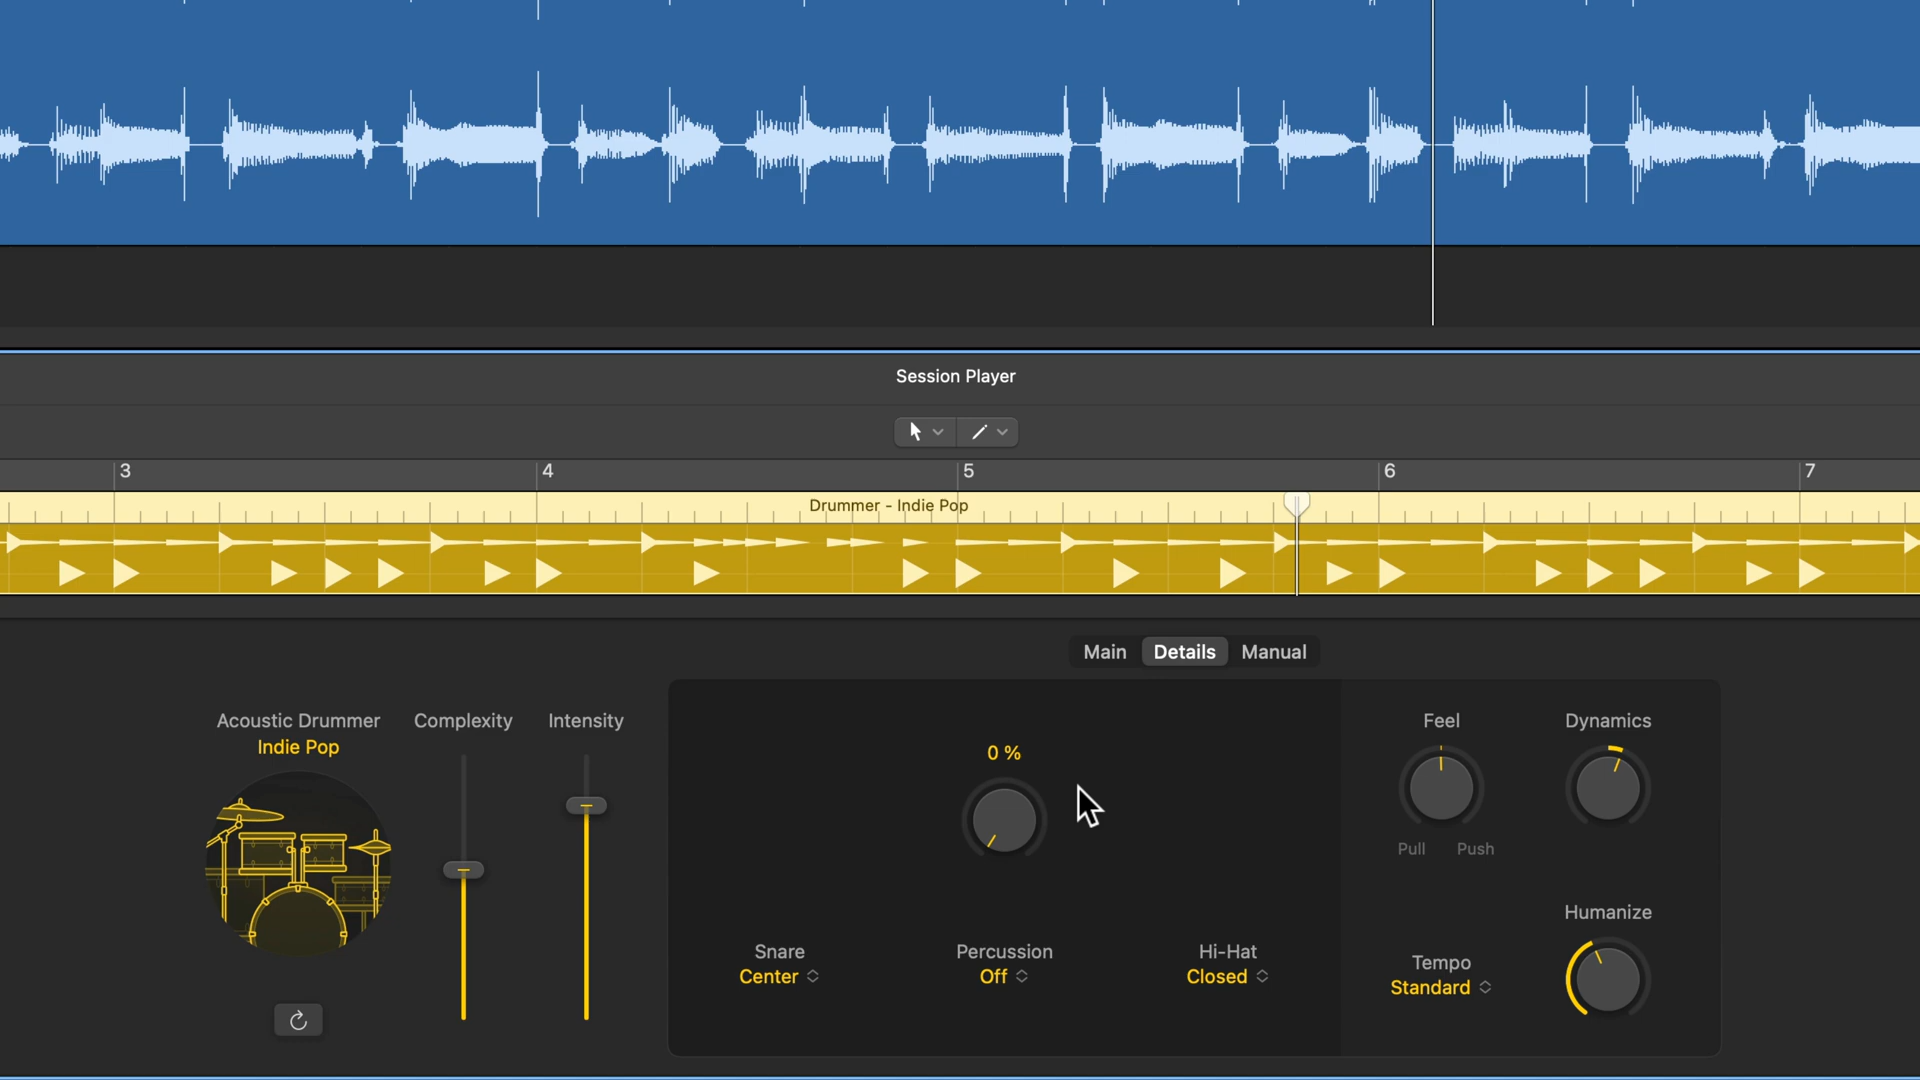 Session Player
3 4 5 6 7
Drummer - Indie Pop
Main Details Manual
Acoustic Drummer
Indie Pop
Complexity
Intensity
0 %
Snare
Center
Percussion
Off
Hi-Hat
Closed
Feel
Pull Push
Dynamics
Tempo
Standard
Humanize